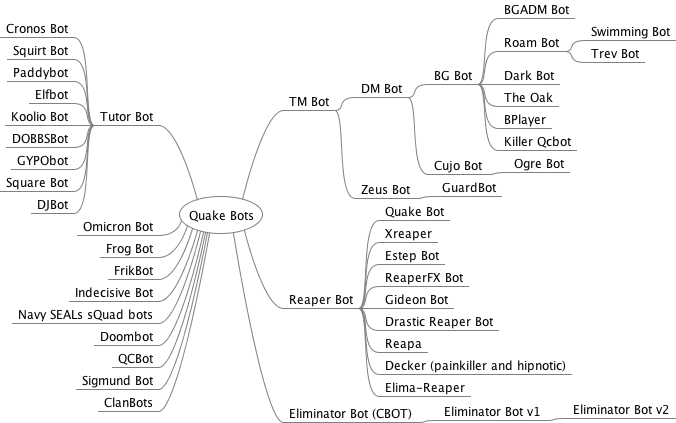 Quake Bots
Tutor Bot
Cronos Bot
Squirt Bot
Paddybot
Elfbot
Koolio Bot
DOBBSBot
GYPObot
Square Bot
DJBot
Omicron Bot
Frog Bot
FrikBot
Indecisive Bot
Navy SEALs sQuad bots
Doombot
QCBot
Sigmund Bot
ClanBots
TM Bot
DM Bot
BG Bot
BGADM Bot
Roam Bot
Swimming Bot
Trev Bot
Dark Bot
The Oak
BPlayer
Killer Qcbot
Cujo Bot
Ogre Bot
Zeus Bot
GuardBot
Reaper Bot
Quake Bot
Xreaper
Estep Bot
ReaperFX Bot
Gideon Bot
Drastic Reaper Bot
Reapa
Decker (painkiller and hipnotic)
Elima-Reaper
Eliminator Bot (CBOT)
Eliminator Bot v1
Eliminator Bot v2